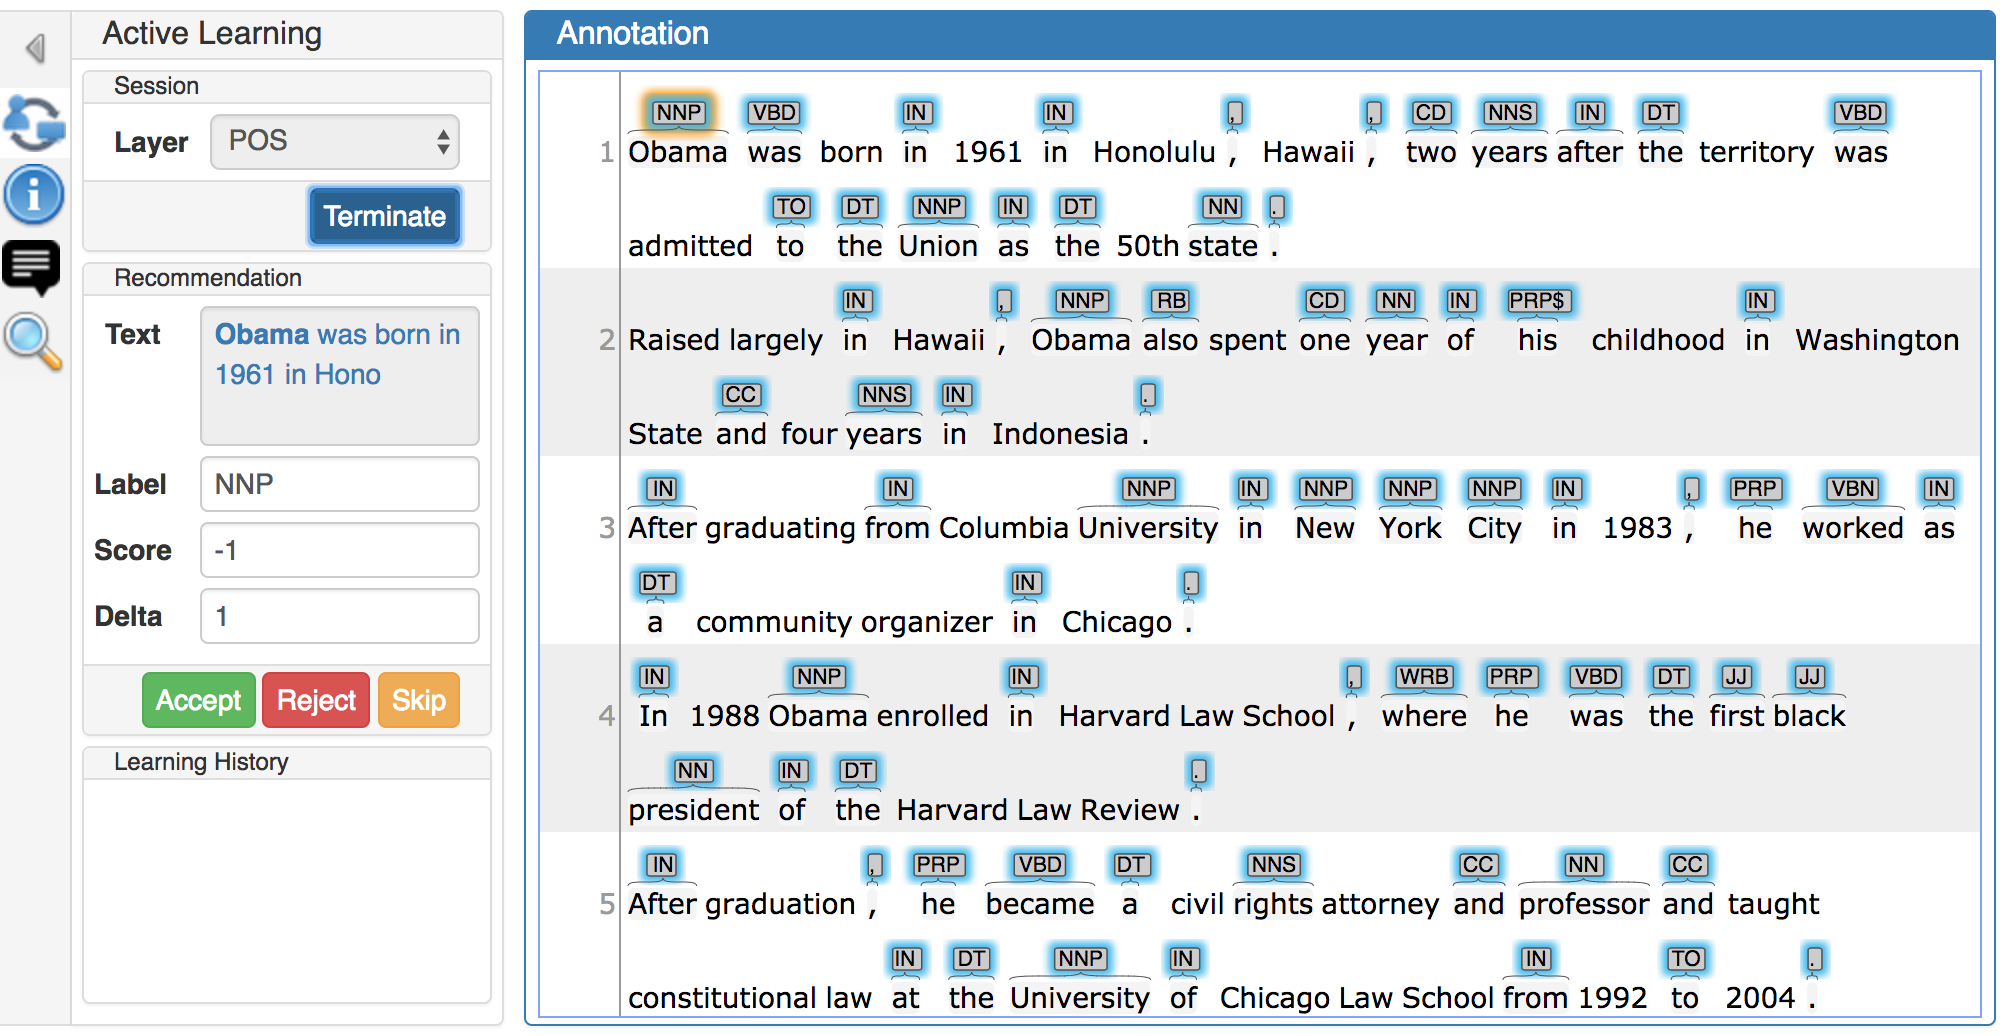 Active Learning
Session
Layer POS
Terminate
Recommendation
Text Obama was born in
1961 in Hono
Label NNP
Score -1
Delta 1
Accept Reject Skip
Learning History
Annotation
NNP VBD IN IN , , CD NNS IN DT VBD
1 Obama was born in 1961 in Honolulu , Hawaii , two years after the territory was
TO DT NNP IN DT NN .
admitted to the Union as the 50th state .
IN , NNP RB CD NN IN PRP$ IN
2 Raised largely in Hawaii , Obama also spent one year of his childhood in Washington
CC NNS IN .
State and four years in Indonesia .
IN IN NNP IN NNP NNP NNP IN , PRP VBN IN
3 After graduating from Columbia University in New York City in 1983 , he worked as
DT IN .
a community organizer in Chicago .
IN NNP IN , WRB PRP VBD DT JJ JJ
4 In 1988 Obama enrolled in Harvard Law School , where he was the first black
NN IN DT .
president of the Harvard Law Review .
IN , PRP VBD DT NNS CC NN CC
5 After graduation , he became a civil rights attorney and professor and taught
IN DT NNP IN IN TO .
constitutional law at the University of Chicago Law School from 1992 to 2004 .